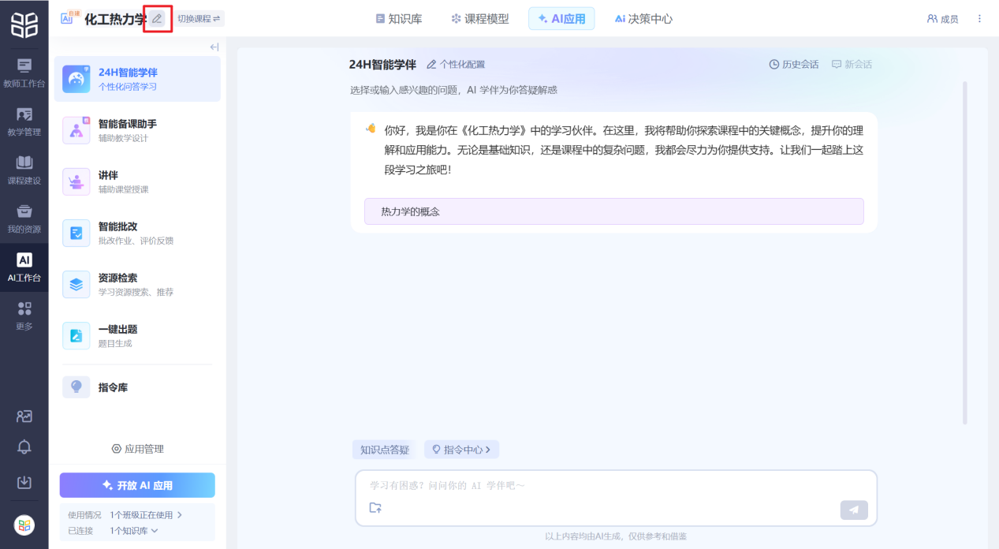 自建
Ai
化工热力学
切换课程
知识库
课程模型
AI应用
Ai 决策中心
成员
教师工作台
教学管理
课程建设
我的资源
AI
AI工作台
更多
学
24H智能学伴
个性化问答学习
教
智能备课助手
辅助教学设计
讲伴
辅助课堂授课
智能批改
批改作业、评价反馈
资源检索
学习资源搜索、推荐
一键出题
题目生成
指令库
应用管理
开放 AI 应用
使用情况 1个班级正在使用
已连接 1个知识库
24H智能学伴 个性化配置
历史会话 新会话
选择或输入感兴趣的问题，AI 学伴为你答疑解惑
你好，我是你在《化工热力学》中的学习伙伴。在这里，我将帮助你探索课程中的关键概念，提升你的理
解和应用能力。无论是基础知识，还是课程中的复杂问题，我都会尽力为你提供支持。让我们一起踏上这
段学习之旅吧！
热力学的概念
知识点答疑 指令中心
学习有困惑？问问你的 AI 学伴吧～
以上内容均由AI生成，仅供参考和借鉴